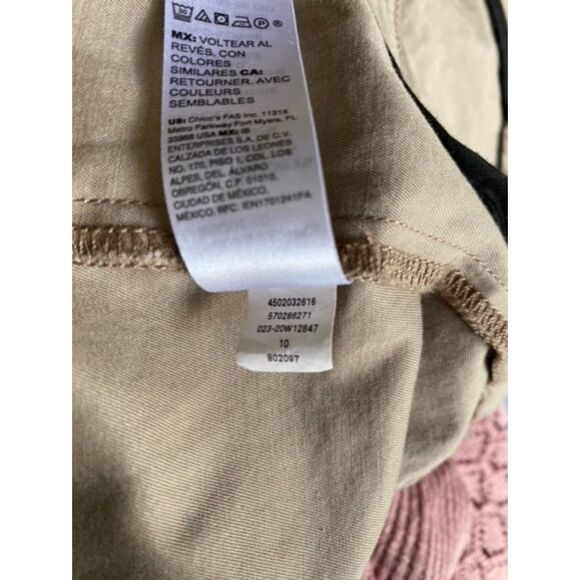 MX: VOLTEAR AL
REVÉS, CON
COLORES
SIMILARES CA:
RETOURNER. AVEC
COULEURS
SEMBLABLES
US: Chico's FAS Inc. 11215
Metro Parkway Fort Myers, FL
33966 USA MX: IB
ENTERPRISES S.A. DE C.V.
CALZADA DE LOS LEONES
NO. 170, PISO 1, COL. LOS
ALPES, DEL. ÁLVARO
OBREGÓN, C.P. 01010,
CIUDAD DE MÉXICO,
MÉXICO. RFC.
4502032616
570286271
023-20W12847
10
802097